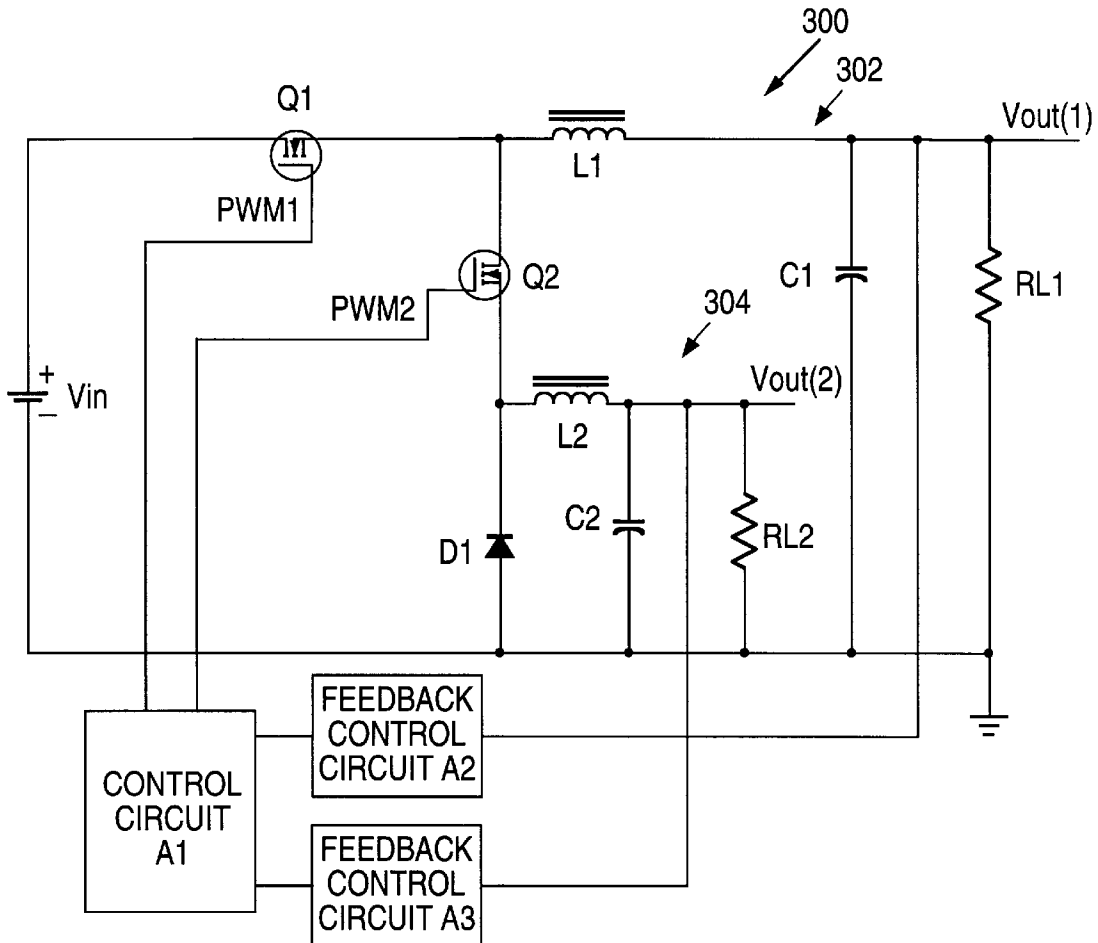 300
302
Q1
Vout(1)
L1
PWM1
Q2
C1
RL1
PWM2
304
+
Vin
–
Vout(2)
L2
C2
RL2
D1
FEEDBACK
CONTROL
CIRCUIT A2
CONTROL
CIRCUIT
A1
FEEDBACK
CONTROL
CIRCUIT A3